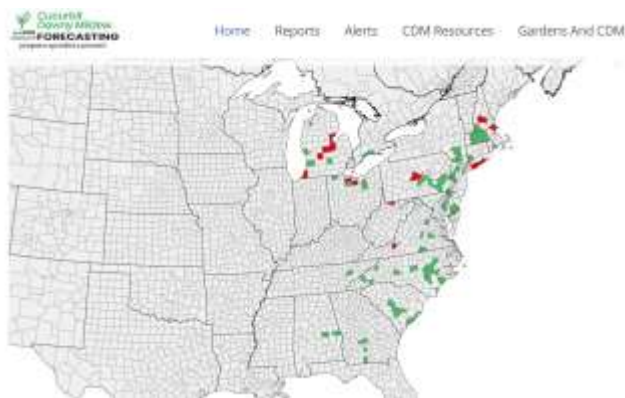 Cucurbit
Downy Mildew
FORECASTING
Home Reports Alerts CDM Resources Gardens And CDM